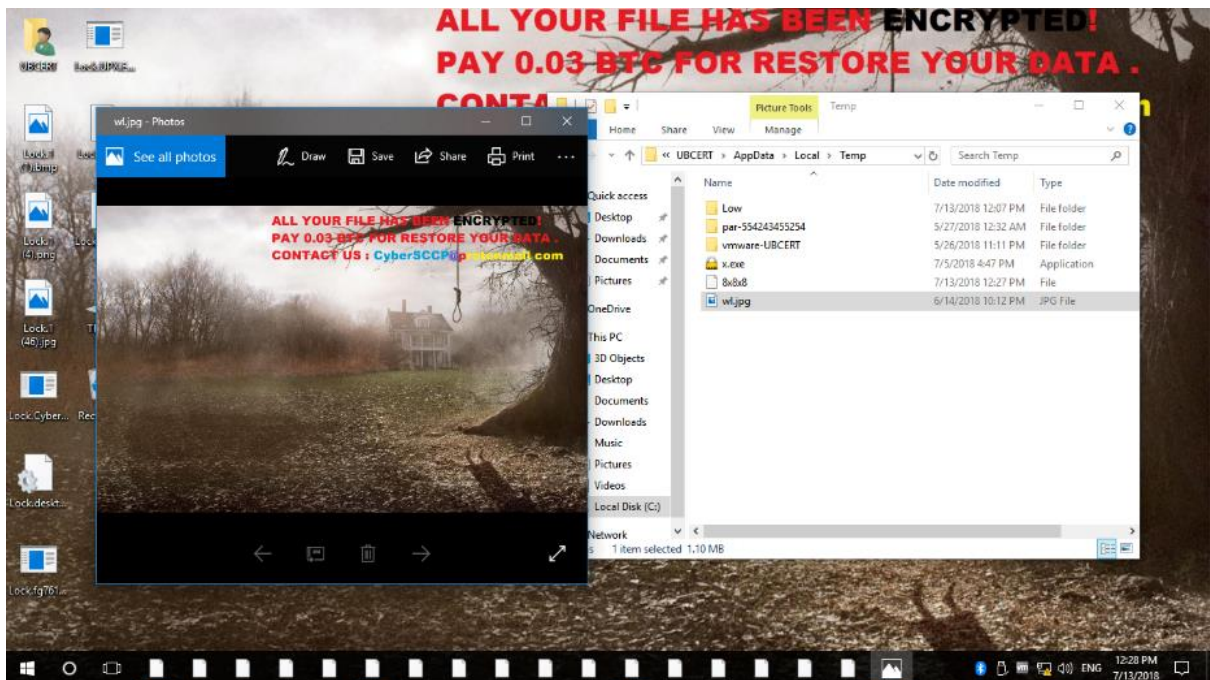 ALL YOUR FILE HAS BEEN ENCRYPTED!
PAY 0.03 BTC FOR RESTORE YOUR DATA .
UBCERT
Lock.1
(4).png
Lock.1
(46).jpg
Lock.Cyber...
Rec
Lock.deskt...
Lock.fg761...
wl.jpg - Photos
See all photos
Draw
Save
Share
Print
ALL YOUR FILE HAS BEEN ENCRYPTED!
PAY 0.03 BTC FOR RESTORE YOUR DATA .
CONTACT US : CyberSCCP@protonmail.com
Picture Tools
Temp
Home
Share
View
Manage
« UBCERT > AppData > Local > Temp
Search Temp
Quick access
Desktop
Downloads
Documents
Pictures
OneDrive
This PC
3D Objects
Desktop
Documents
Downloads
Music
Pictures
Videos
Local Disk (C:)
Network
Name Date modified Type
Low 7/13/2018 12:07 PM File folder
par-554243455254 5/27/2018 12:32 AM File folder
vmware-UBCERT 5/26/2018 11:11 PM File folder
x.exe 7/5/2018 4:47 PM Application
8x8x8 7/13/2018 12:27 PM File
wl.jpg 6/14/2018 10:12 PM JPG File
1 item selected 1.10 MB
ENG
12:28 PM
7/13/2018